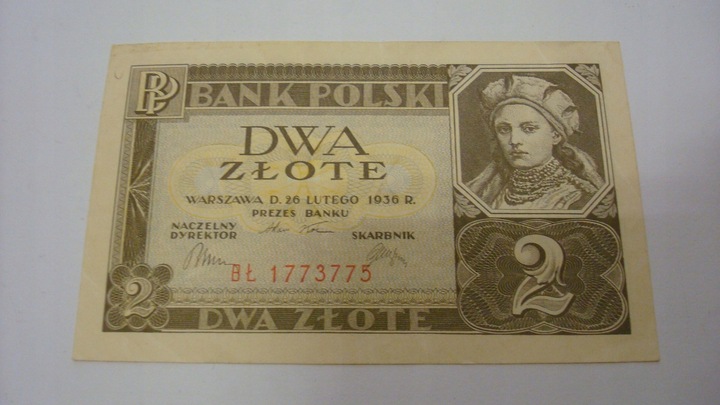 BP
BANK POLSKI
DWA
ZŁOTE
WARSZAWA D. 26 LUTEGO 1936 R.
PREZES BANKU
NACZELNY
DYREKTOR
SKARBNIK
BŁ 1773775
2
2
DWA ZŁOTE